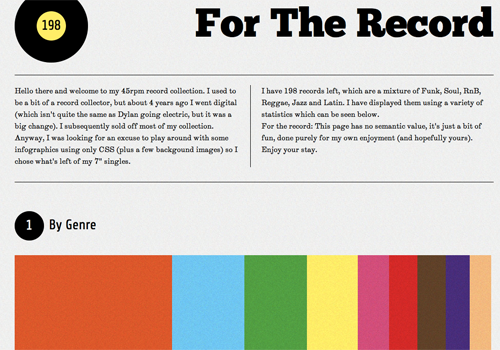 198
For The Record
Hello there and welcome to my 45rpm record collection. I used to
be a bit of a record collector, but about 4 years ago I went digital
(which isn't quite the same as Dylan going electric, but it was a
big change). I subsequently sold off most of my collection.
Anyway, I was looking for an excuse to play around with some
infographics using only CSS (plus a few backgound images) so I
chose what's left of my 7" singles.
I have 198 records left, which are a mixture of Funk, Soul, RnB,
Reggae, Jazz and Latin. I have displayed them using a variety of
statistics which can be seen below.
For the record: This page has no semantic value, it's just a bit of
fun, done purely for my own enjoyment (and hopefully yours).
Enjoy your stay.
1 By Genre